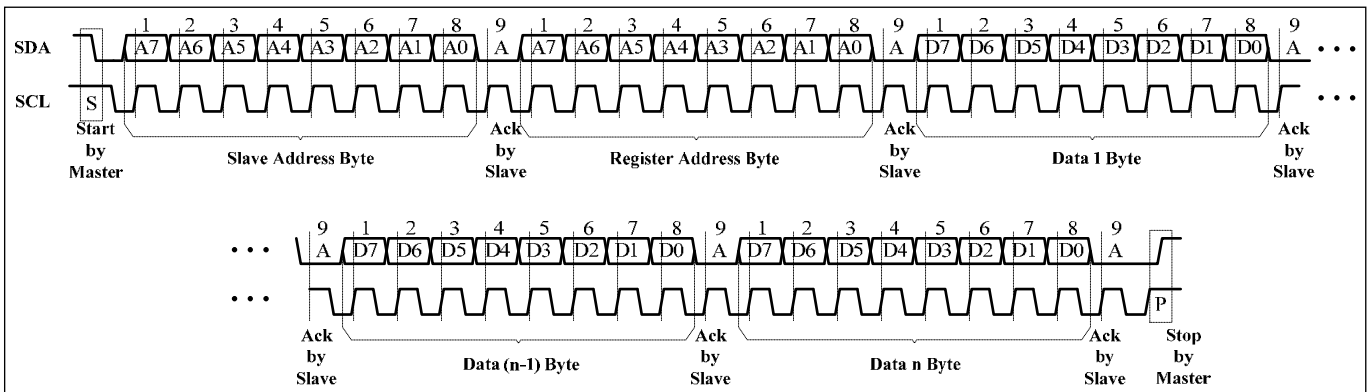 1 2 3 4 5 6 7 8 9 1 2 3 4 5 6 7 8 9 1 2 3 4 5 6 7 8 9
SDA A7 A6 A5 A4 A3 A2 A1 A0 A A7 A6 A5 A4 A3 A2 A1 A0 A D7 D6 D5 D4 D3 D2 D1 D0 A • • •
SCL S • • •
Start by Master
Slave Address Byte
Ack by Slave
Register Address Byte
Ack by Slave
Data 1 Byte
Ack by Slave
9 1 2 3 4 5 6 7 8 9 1 2 3 4 5 6 7 8 9
• • • A D7 D6 D5 D4 D3 D2 D1 D0 A D7 D6 D5 D4 D3 D2 D1 D0 A
• • • P
Ack by Slave
Data (n-1) Byte
Ack by Slave
Data n Byte
Ack by Slave
Stop by Master